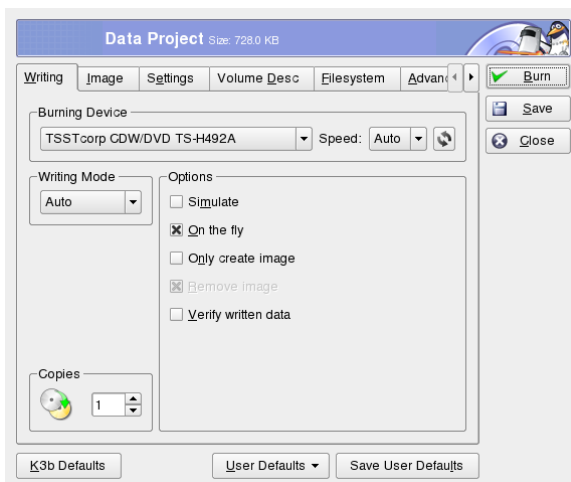 Data Project Size: 728.0 KB
Writing Image Settings Volume Desc Filesystem Advan
Burn
Save
Close
Burning Device
TSSTcorp CDW/DVD TS-H492A Speed: Auto
Writing Mode
Auto
Options
Simulate
On the fly
Only create image
Remove image
Verify written data
Copies
1
K3b Defaults User Defaults Save User Defaults